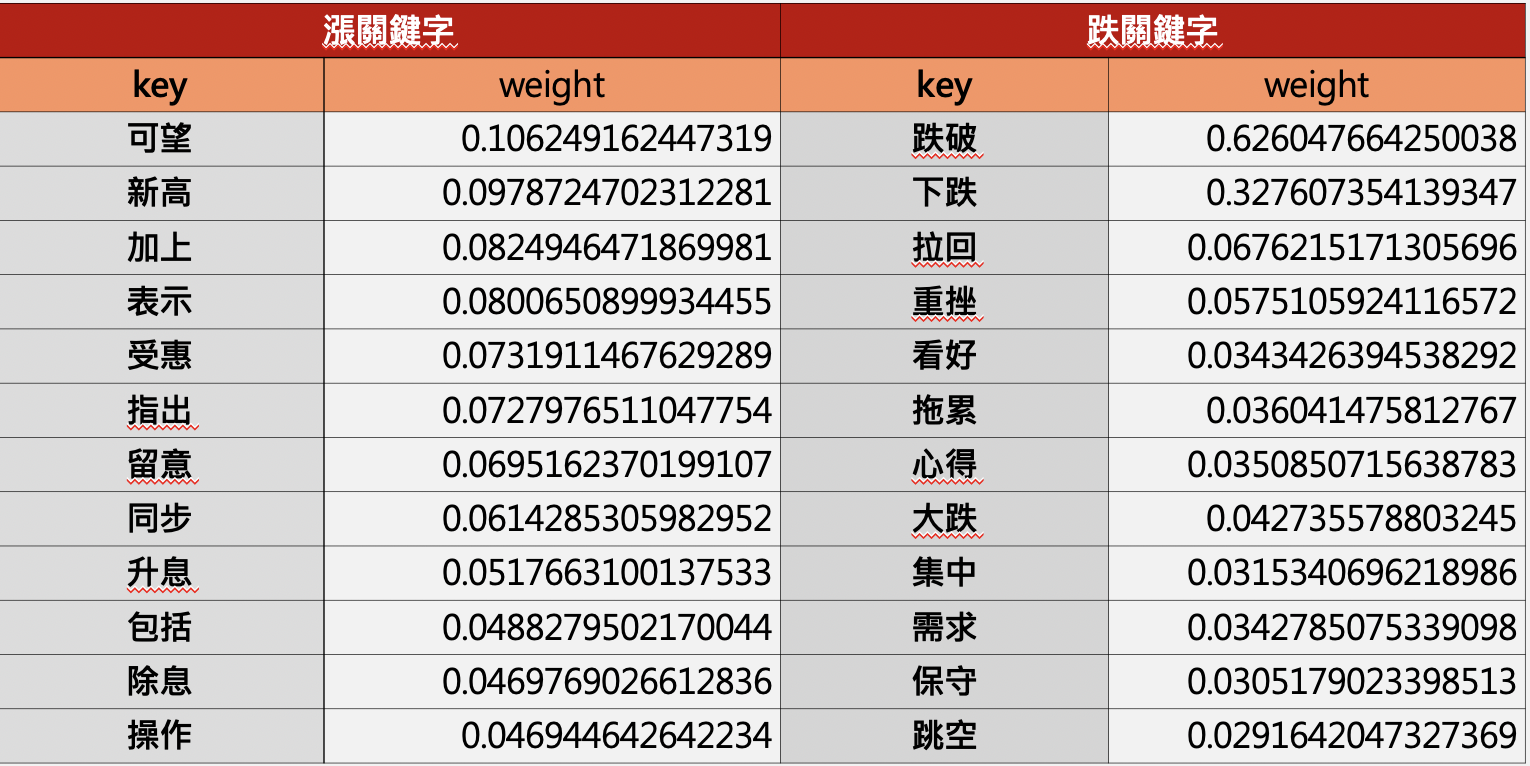 漲關鍵字 跌關鍵字
key weight key weight
可望 0.106249162447319 跌破 0.626047664250038
新高 0.0978724702312281 下跌 0.327607354139347
加上 0.0824946471869981 拉回 0.0676215171305696
表示 0.0800650899934455 重挫 0.0575105924116572
受惠 0.0731911467629289 看好 0.0343426394538292
指出 0.0727976511047754 拖累 0.036041475812767
留意 0.0695162370199107 心得 0.0350850715638783
同步 0.0614285305982952 大跌 0.042735578803245
升息 0.0517663100137533 集中 0.0315340696218986
包括 0.0488279502170044 需求 0.0342785075339098
除息 0.0469769026612836 保守 0.0305179023398513
操作 0.046944642642234 跳空 0.0291642047327369